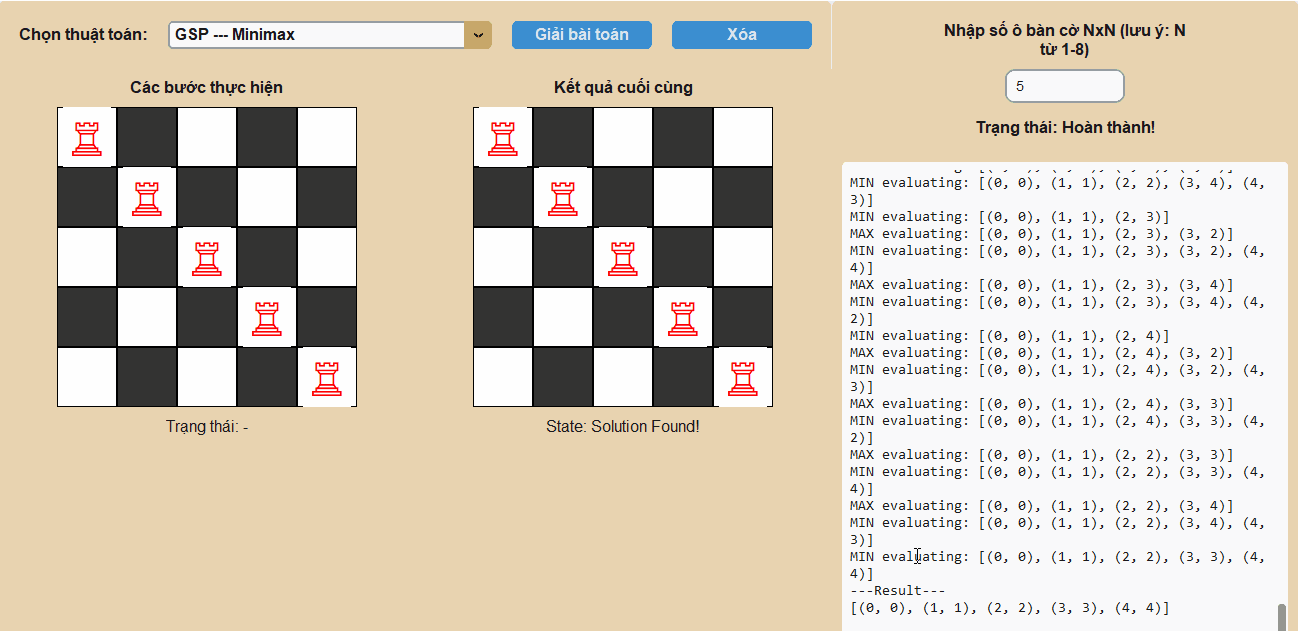 Chọn thuật toán:
GSP --- Minimax
Giải bài toán
Xóa
Các bước thực hiện
Kết quả cuối cùng
Trạng thái: -
State: Solution Found!
Nhập số ô bàn cờ NxN (lưu ý: N
từ 1-8)
5
Trạng thái: Hoàn thành!
MIN evaluating: [(0, 0), (1, 1), (2, 2), (3, 4), (4,
3)]
MIN evaluating: [(0, 0), (1, 1), (2, 3)]
MAX evaluating: [(0, 0), (1, 1), (2, 3), (3, 2)]
MIN evaluating: [(0, 0), (1, 1), (2, 3), (3, 2), (4,
4)]
MAX evaluating: [(0, 0), (1, 1), (2, 3), (3, 4)]
MIN evaluating: [(0, 0), (1, 1), (2, 3), (3, 4), (4,
2)]
MIN evaluating: [(0, 0), (1, 1), (2, 4)]
MAX evaluating: [(0, 0), (1, 1), (2, 4), (3, 2)]
MIN evaluating: [(0, 0), (1, 1), (2, 4), (3, 2), (4,
3)]
MAX evaluating: [(0, 0), (1, 1), (2, 4), (3, 3)]
MIN evaluating: [(0, 0), (1, 1), (2, 4), (3, 3), (4,
2)]
MAX evaluating: [(0, 0), (1, 1), (2, 2), (3, 3)]
MIN evaluating: [(0, 0), (1, 1), (2, 2), (3, 3), (4,
4)]
MAX evaluating: [(0, 0), (1, 1), (2, 2), (3, 4)]
MIN evaluating: [(0, 0), (1, 1), (2, 2), (3, 4), (4,
3)]
MIN evaluating: [(0, 0), (1, 1), (2, 2), (3, 3), (4,
4)]
---Result---
[(0, 0), (1, 1), (2, 2), (3, 3), (4, 4)]